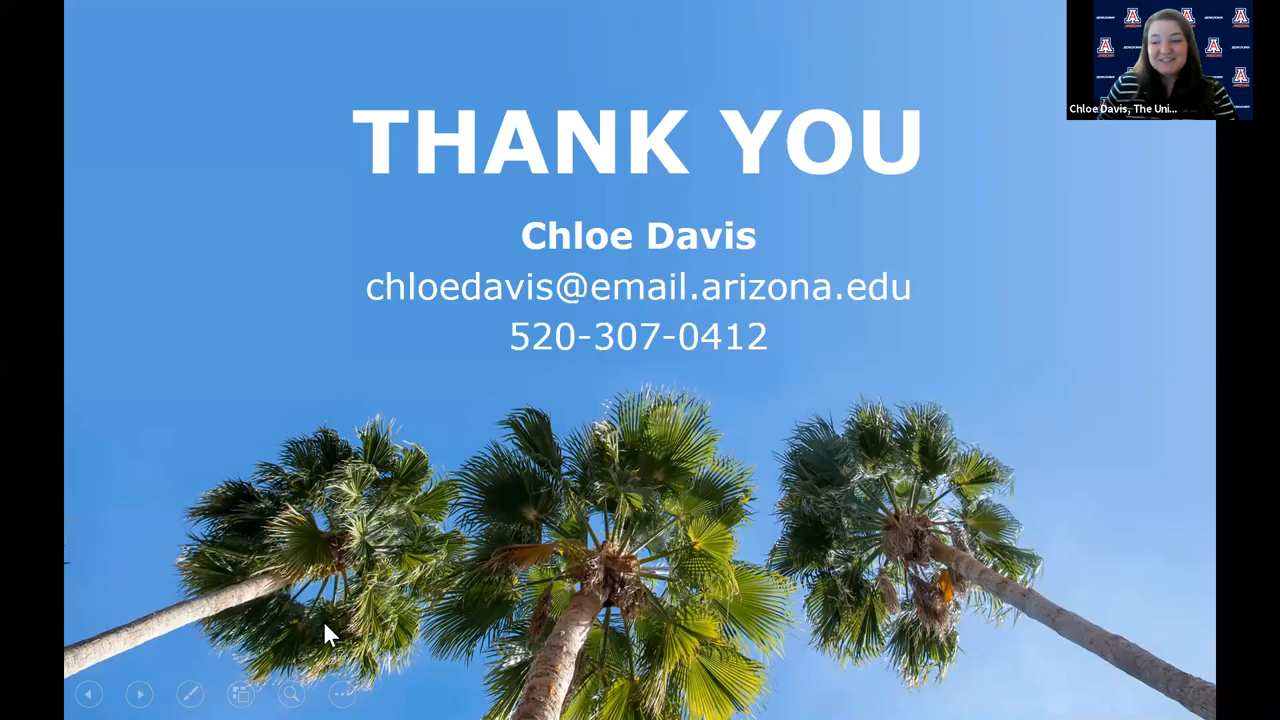 THANK YOU
Chloe Davis
chloedavis@email.arizona.edu
520-307-0412
Chloe Davis, The Uni...